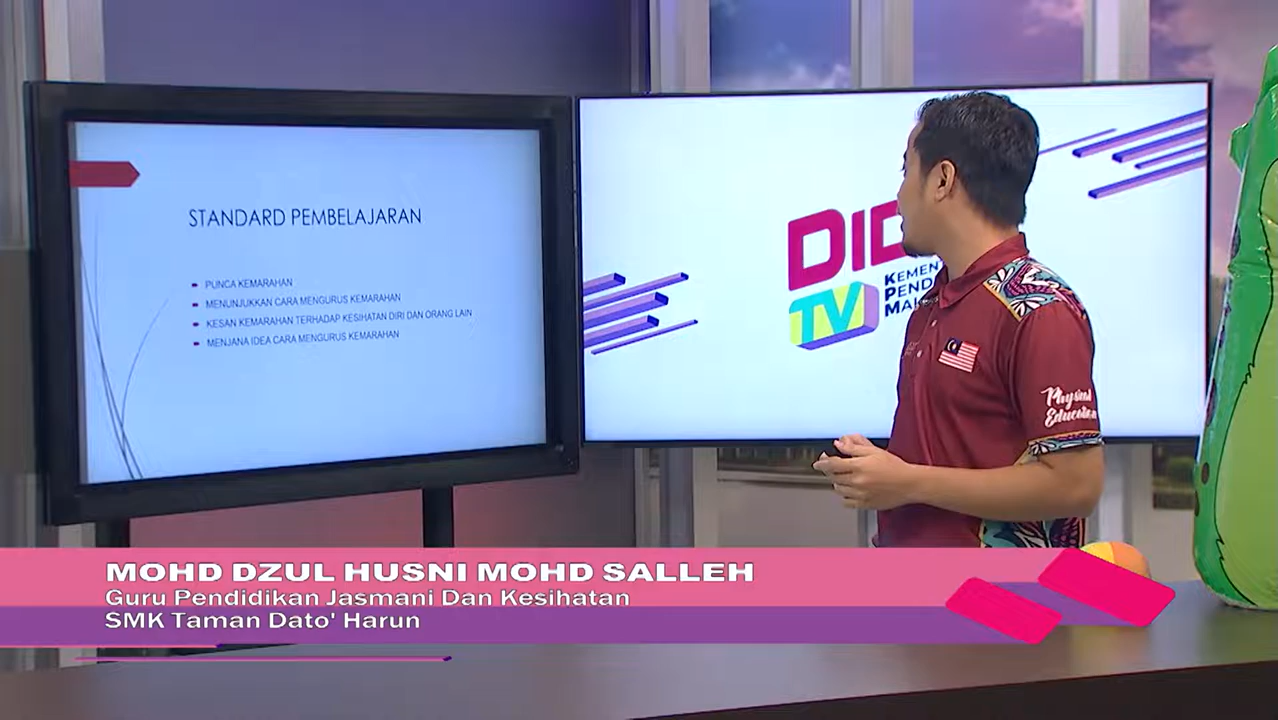 STANDARD PEMBELAJARAN
PUNCA KEMARAHAN
MENUNJUKKAN CARA MENGURUS KEMARAHAN
KESAN KEMARAHAN TERHADAP KESIHATAN DIRI DAN ORANG LAIN
MENJANA IDEA CARA MENGURUS KEMARAHAN
DID
TV
KEMEN
PEND
MA
Physical
Education
MOHD DZUL HUSNI MOHD SALLEH
Guru Pendidikan Jasmani Dan Kesihatan
SMK Taman Dato' Harun